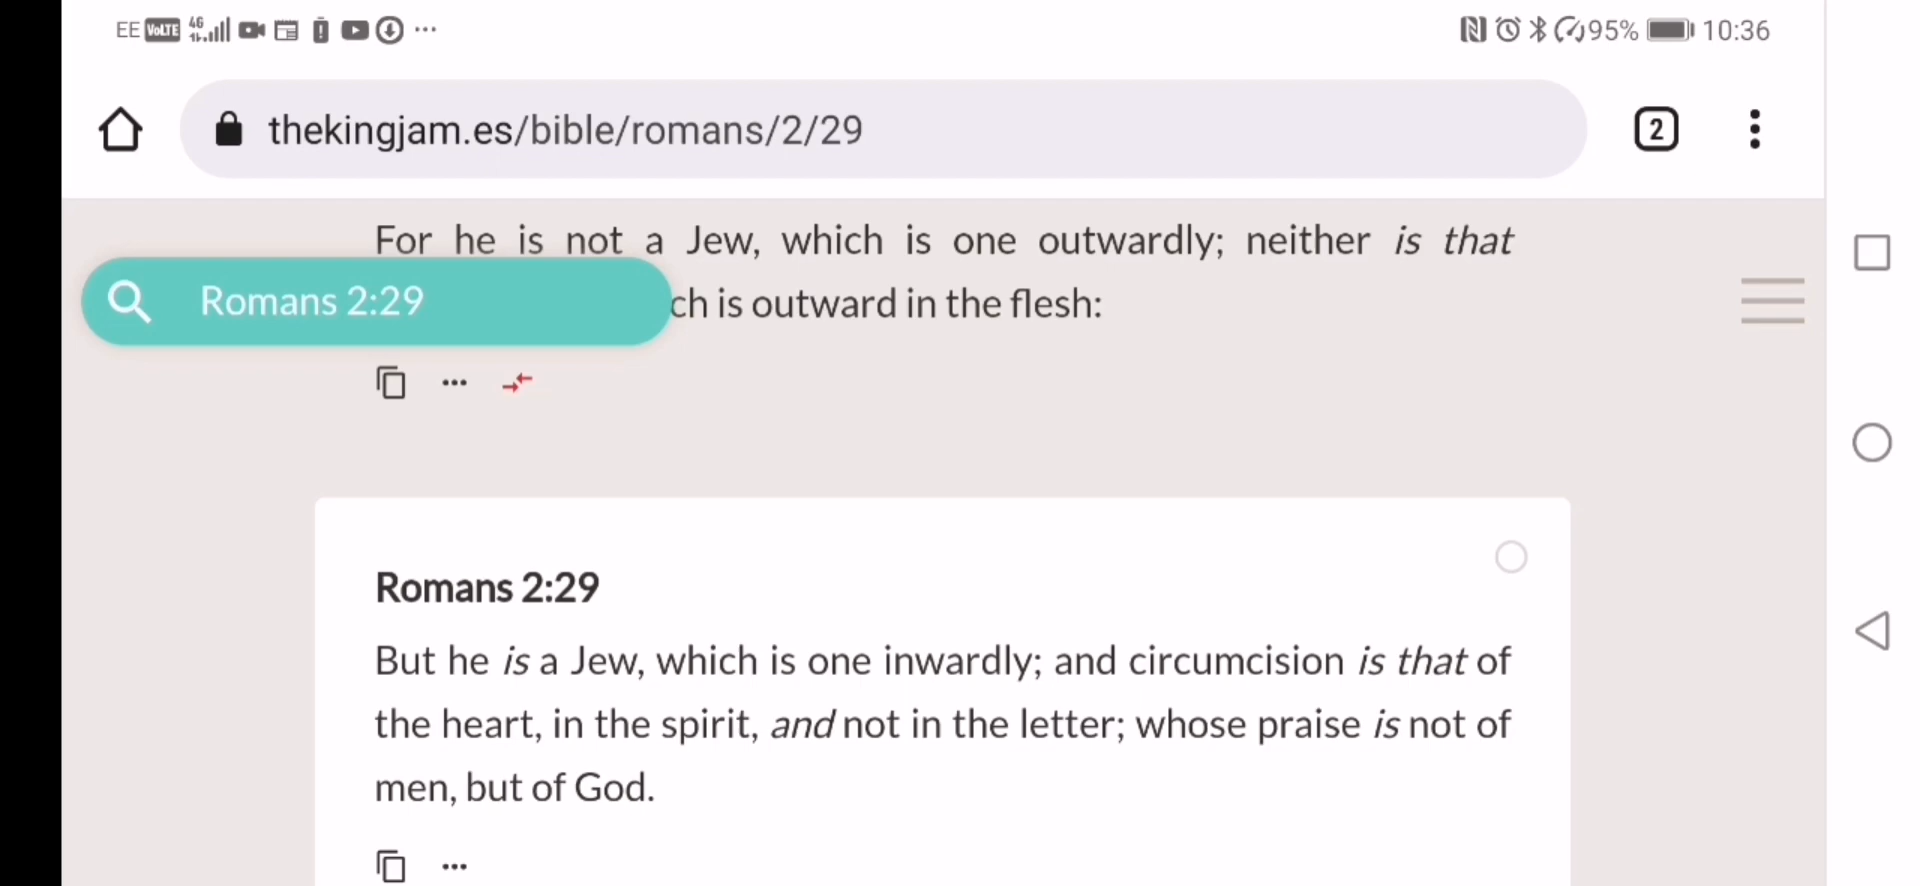 EE VoLTE 4G 95% 10:36
thekingjam.es/bible/romans/2/29
2
For he is not a Jew, which is one outwardly; neither is that
Romans 2:29
ch is outward in the flesh:
Romans 2:29
But he is a Jew, which is one inwardly; and circumcision is that of
the heart, in the spirit, and not in the letter; whose praise is not of
men, but of God.